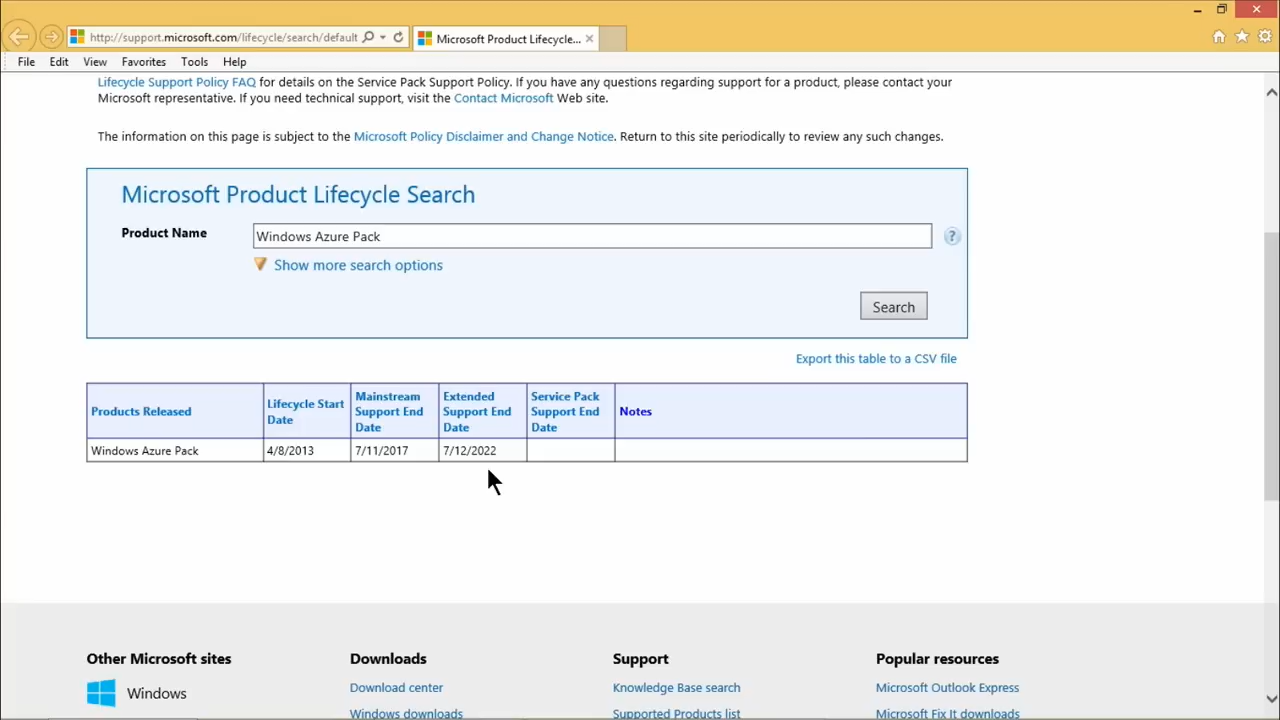 http://support.microsoft.com/lifecycle/search/default
Microsoft Product Lifecycle...
File Edit View Favorites Tools Help
Lifecycle Support Policy FAQ for details on the Service Pack Support Policy. If you have any questions regarding support for a product, please contact your
Microsoft representative. If you need technical support, visit the Contact Microsoft Web site.
The information on this page is subject to the Microsoft Policy Disclaimer and Change Notice. Return to this site periodically to review any such changes.
Microsoft Product Lifecycle Search
Product Name
Windows Azure Pack
?
Show more search options
Search
Export this table to a CSV file
Products Released
Lifecycle Start
Date
Mainstream
Support End
Date
Extended
Support End
Date
Service Pack
Support End
Date
Notes
Windows Azure Pack 4/8/2013 7/11/2017 7/12/2022
Other Microsoft sites Downloads Support Popular resources
Windows Download center Knowledge Base search Microsoft Outlook Express
Windows downloads Supported Products list Microsoft Fix It downloads